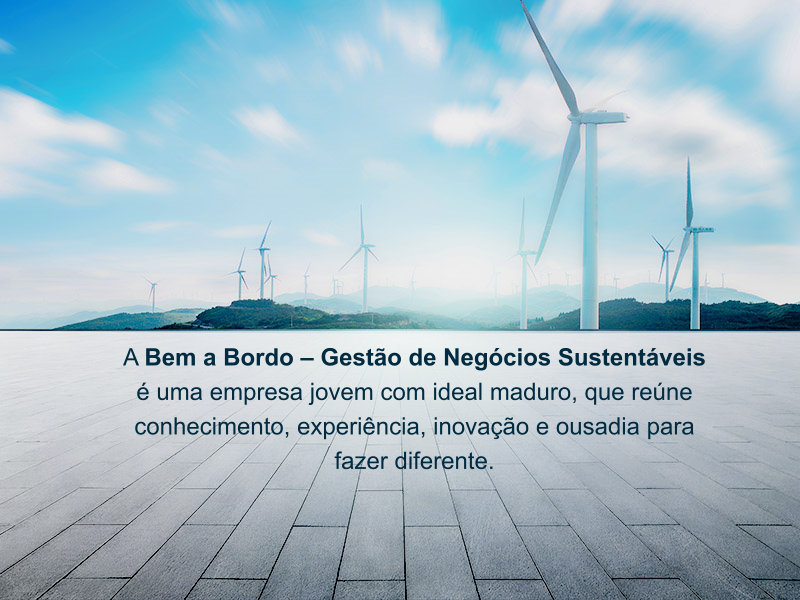 A Bem a Bordo – Gestão de Negócios Sustentáveis
é uma empresa jovem com ideal maduro, que reúne
conhecimento, experiência, inovação e ousadia para
fazer diferente.